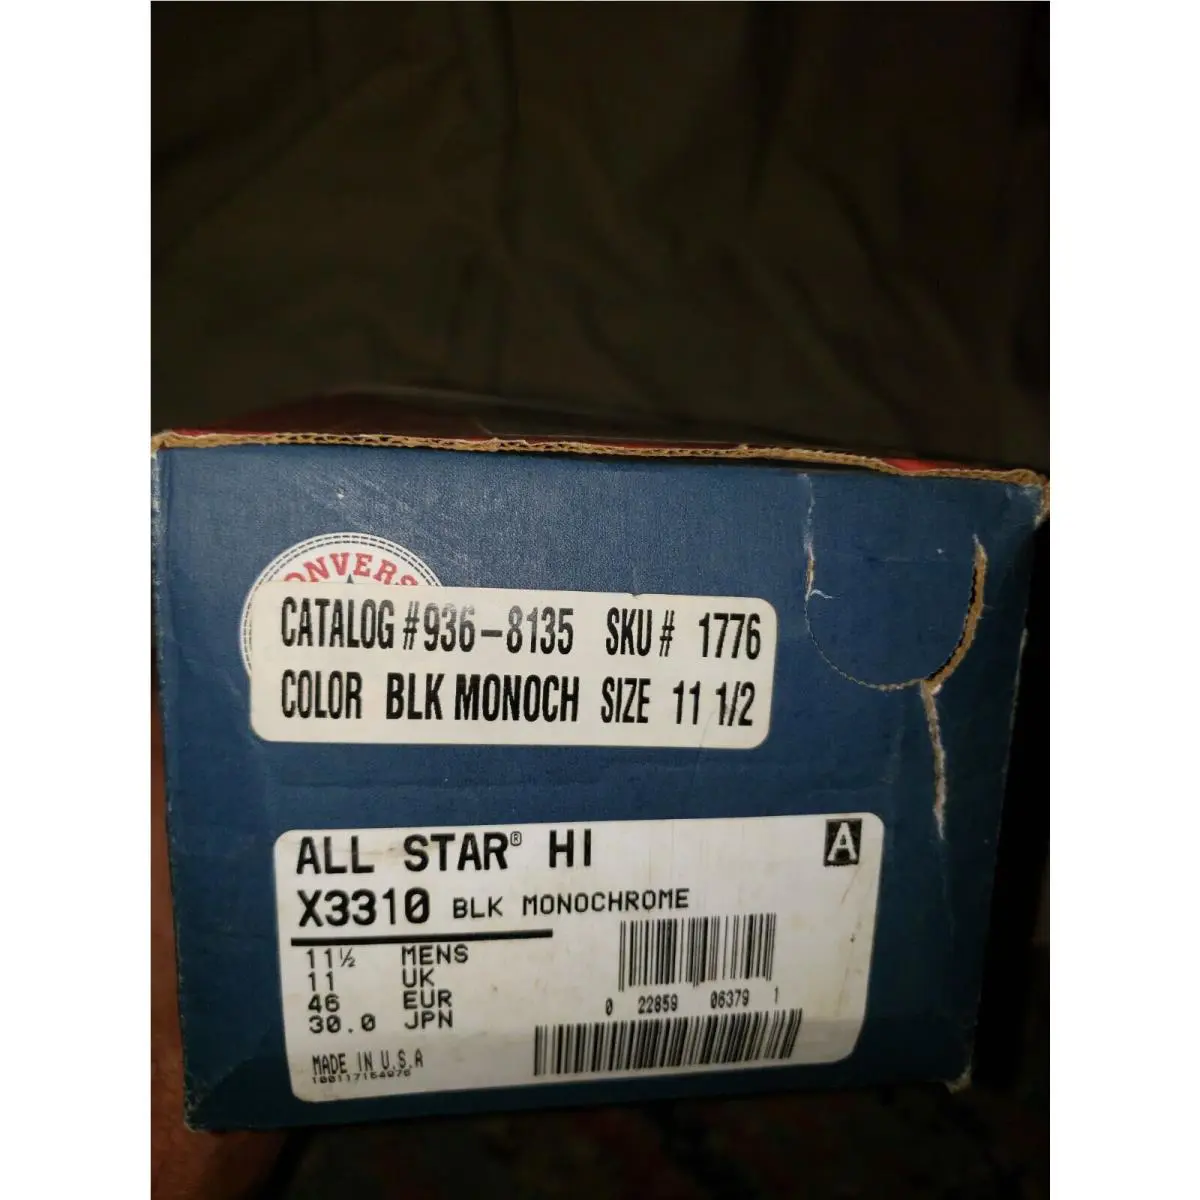 CATALOG #936-8135 SKU # 1776
COLOR BLK MONOCH SIZE 11 1/2
ALL STAR® HI
A
X3310 BLK MONOCHROME
11½ MENS
11 UK
46 EUR
30.0 JPN
0 22859 06379 1
MADE IN U.S.A